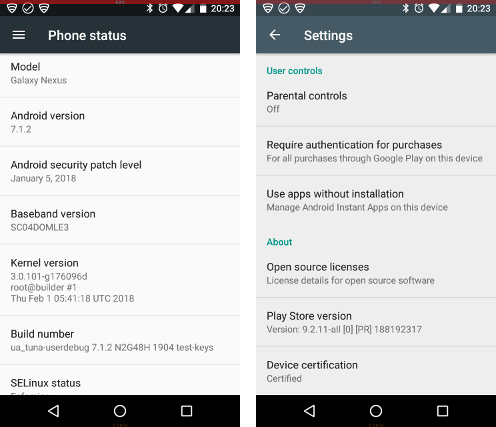 20:23
Phone status
Model
Galaxy Nexus
Android version
7.1.2
Android security patch level
January 5, 2018
Baseband version
SC04DOMLE3
Kernel version
3.0.101-g176096d
root@builder #1
Thu Feb 1 05:41:18 UTC 2018
Build number
ua_tuna-userdebug 7.1.2 N2G48H 1904 test-keys
SELinux status
20:23
Settings
User controls
Parental controls
Off
Require authentication for purchases
For all purchases through Google Play on this device
Use apps without installation
Manage Android Instant Apps on this device
About
Open source licenses
License details for open source software
Play Store version
Version: 9.2.11-all [0] [PR] 188192317
Device certification
Certified